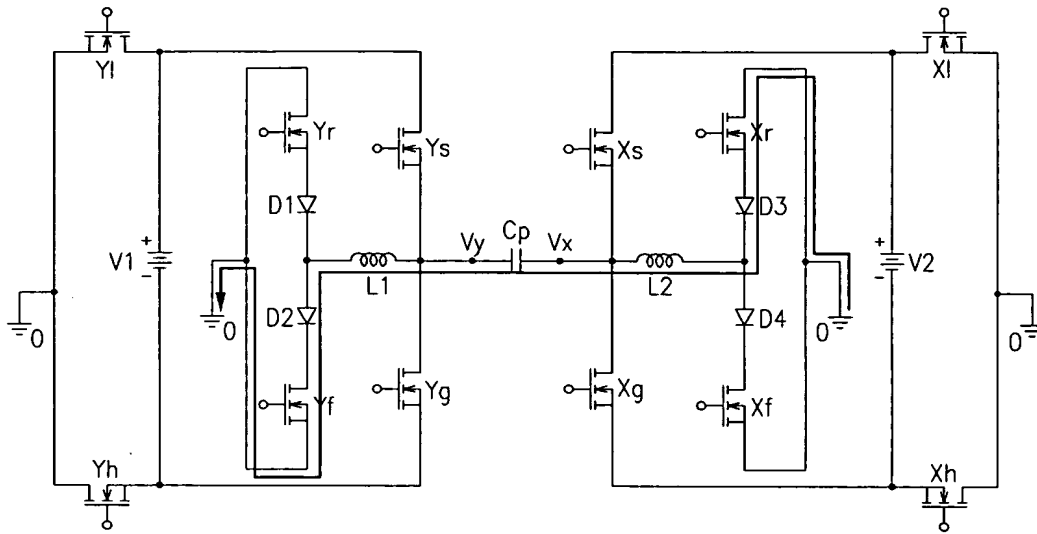 Yl
Xl
Yr
Ys
Xs
Xr
D1
Vy
Cp
Vx
D3
+
V1
-
L1
L2
+
V2
-
0
0
D2
D4
0
0
Yf
Yg
Xg
Xf
Yh
Xh